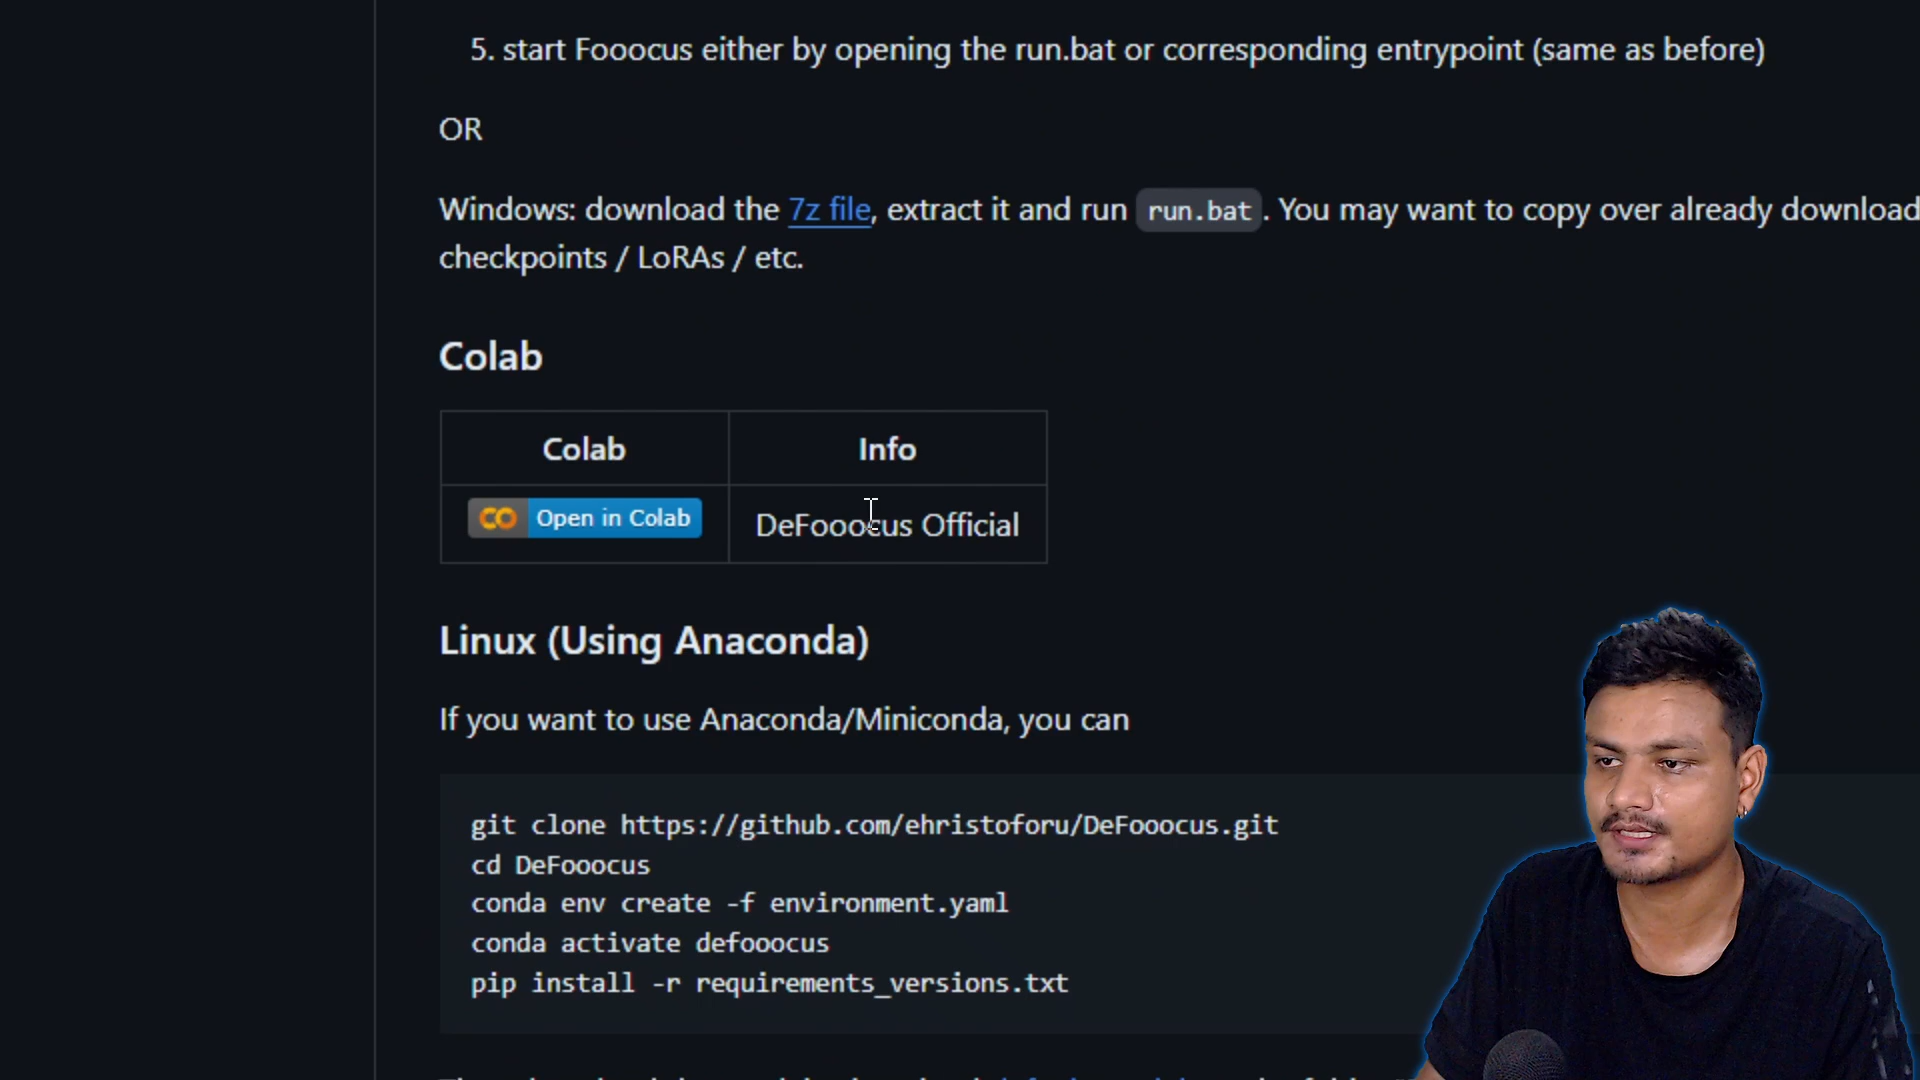 5. start Fooocus either by opening the run.bat or corresponding entrypoint (same as before)
OR
Windows: download the 7z file, extract it and run run.bat. You may want to copy over already download
checkpoints / LoRAs / etc.
Colab
Colab Info
Open in Colab DeFooocus Official
Linux (Using Anaconda)
If you want to use Anaconda/Miniconda, you can
git clone https://github.com/ehristoforu/DeFooocus.git
cd DeFooocus
conda env create -f environment.yaml
conda activate defooocus
pip install -r requirements_versions.txt